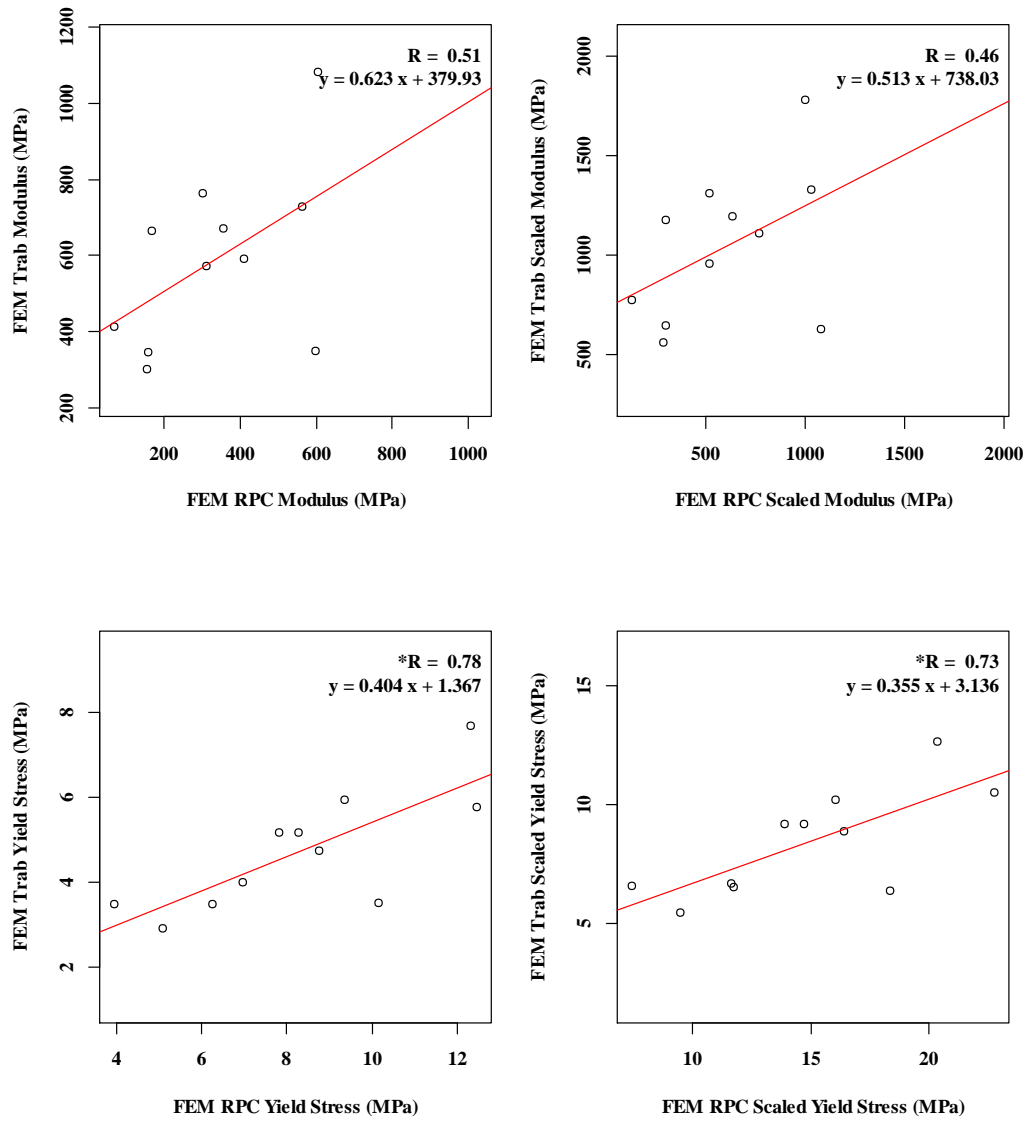 R = 0.51
y = 0.623 x + 379.93
FEM Trab Modulus (MPa)
200 400 600 800 1000 1200
200 400 600 800 1000
FEM RPC Modulus (MPa)
R = 0.46
y = 0.513 x + 738.03
FEM Trab Scaled Modulus (MPa)
500 1000 1500 2000
500 1000 1500 2000
FEM RPC Scaled Modulus (MPa)
*R = 0.78
y = 0.404 x + 1.367
FEM Trab Yield Stress (MPa)
2 4 6 8
4 6 8 10 12
FEM RPC Yield Stress (MPa)
*R = 0.73
y = 0.355 x + 3.136
FEM Trab Scaled Yield Stress (MPa)
5 10 15
10 15 20
FEM RPC Scaled Yield Stress (MPa)